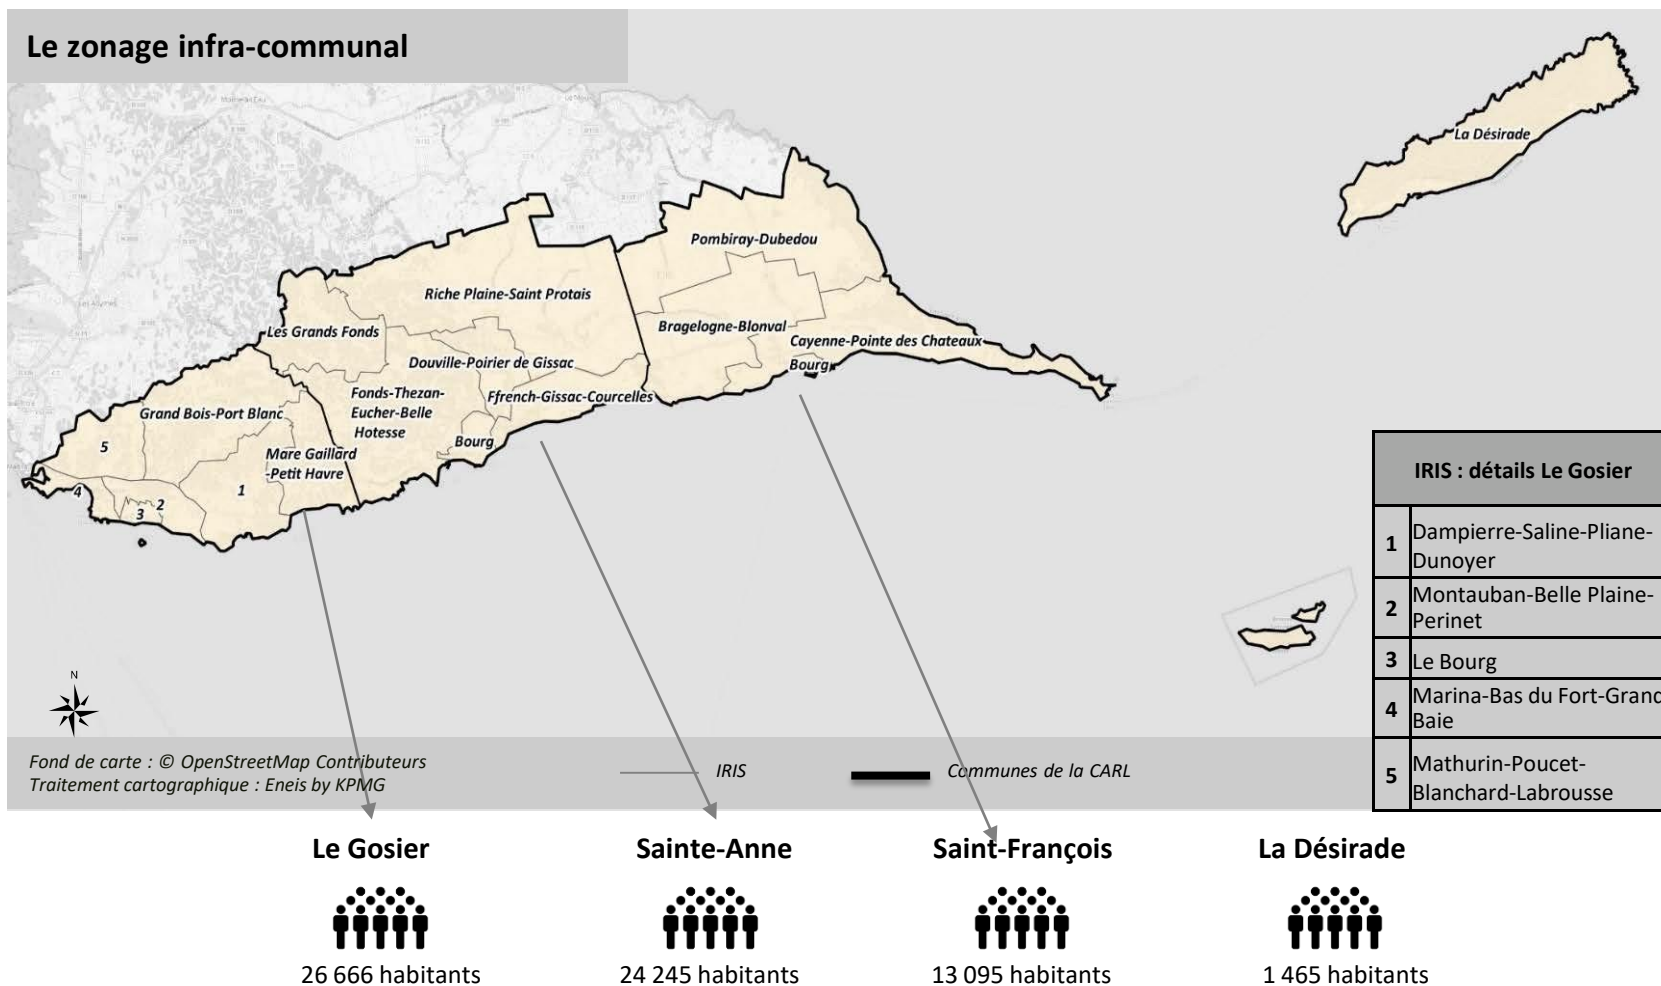 Le zonage infra-communal
La Désirade
Pombiray-Dubedou
Riche Plaine-Saint Protais
Les Grands Fonds
Bragelogne-Blonval
Cayenne-Pointe des Chateaux
Bourg
Douville-Poirier de Gissac
Fonds-Thezan-
Eucher-Belle
Hotesse
Ffrench-Gissac-Courcelles
Grand Bois-Port Blanc
Bourg
Mare Gaillard
-Petit Havre
5
4
3
2
1
IRIS : détails Le Gosier
1 Dampierre-Saline-Pliane-
Dunoyer
2 Montauban-Belle Plaine-
Perinet
3 Le Bourg
4 Marina-Bas du Fort-Grand
Baie
5 Mathurin-Poucet-
Blanchard-Labrousse
N
Fond de carte : © OpenStreetMap Contributeurs
Traitement cartographique : Eneis by KPMG
IRIS
Communes de la CARL
Le Gosier
Sainte-Anne
Saint-François
La Désirade
26 666 habitants
24 245 habitants
13 095 habitants
1 465 habitants